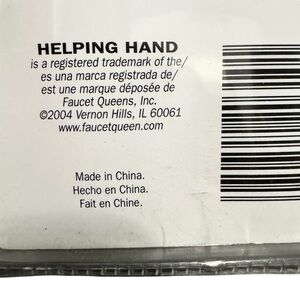 HELPING HAND
is a registered trademark of the/
es una marca registrada de/
est une marque déposée de
Faucet Queens, Inc.
©2004 Vernon Hills, IL 60061
www.faucetqueen.com
Made in China.
Hecho en China.
Fait en Chine.